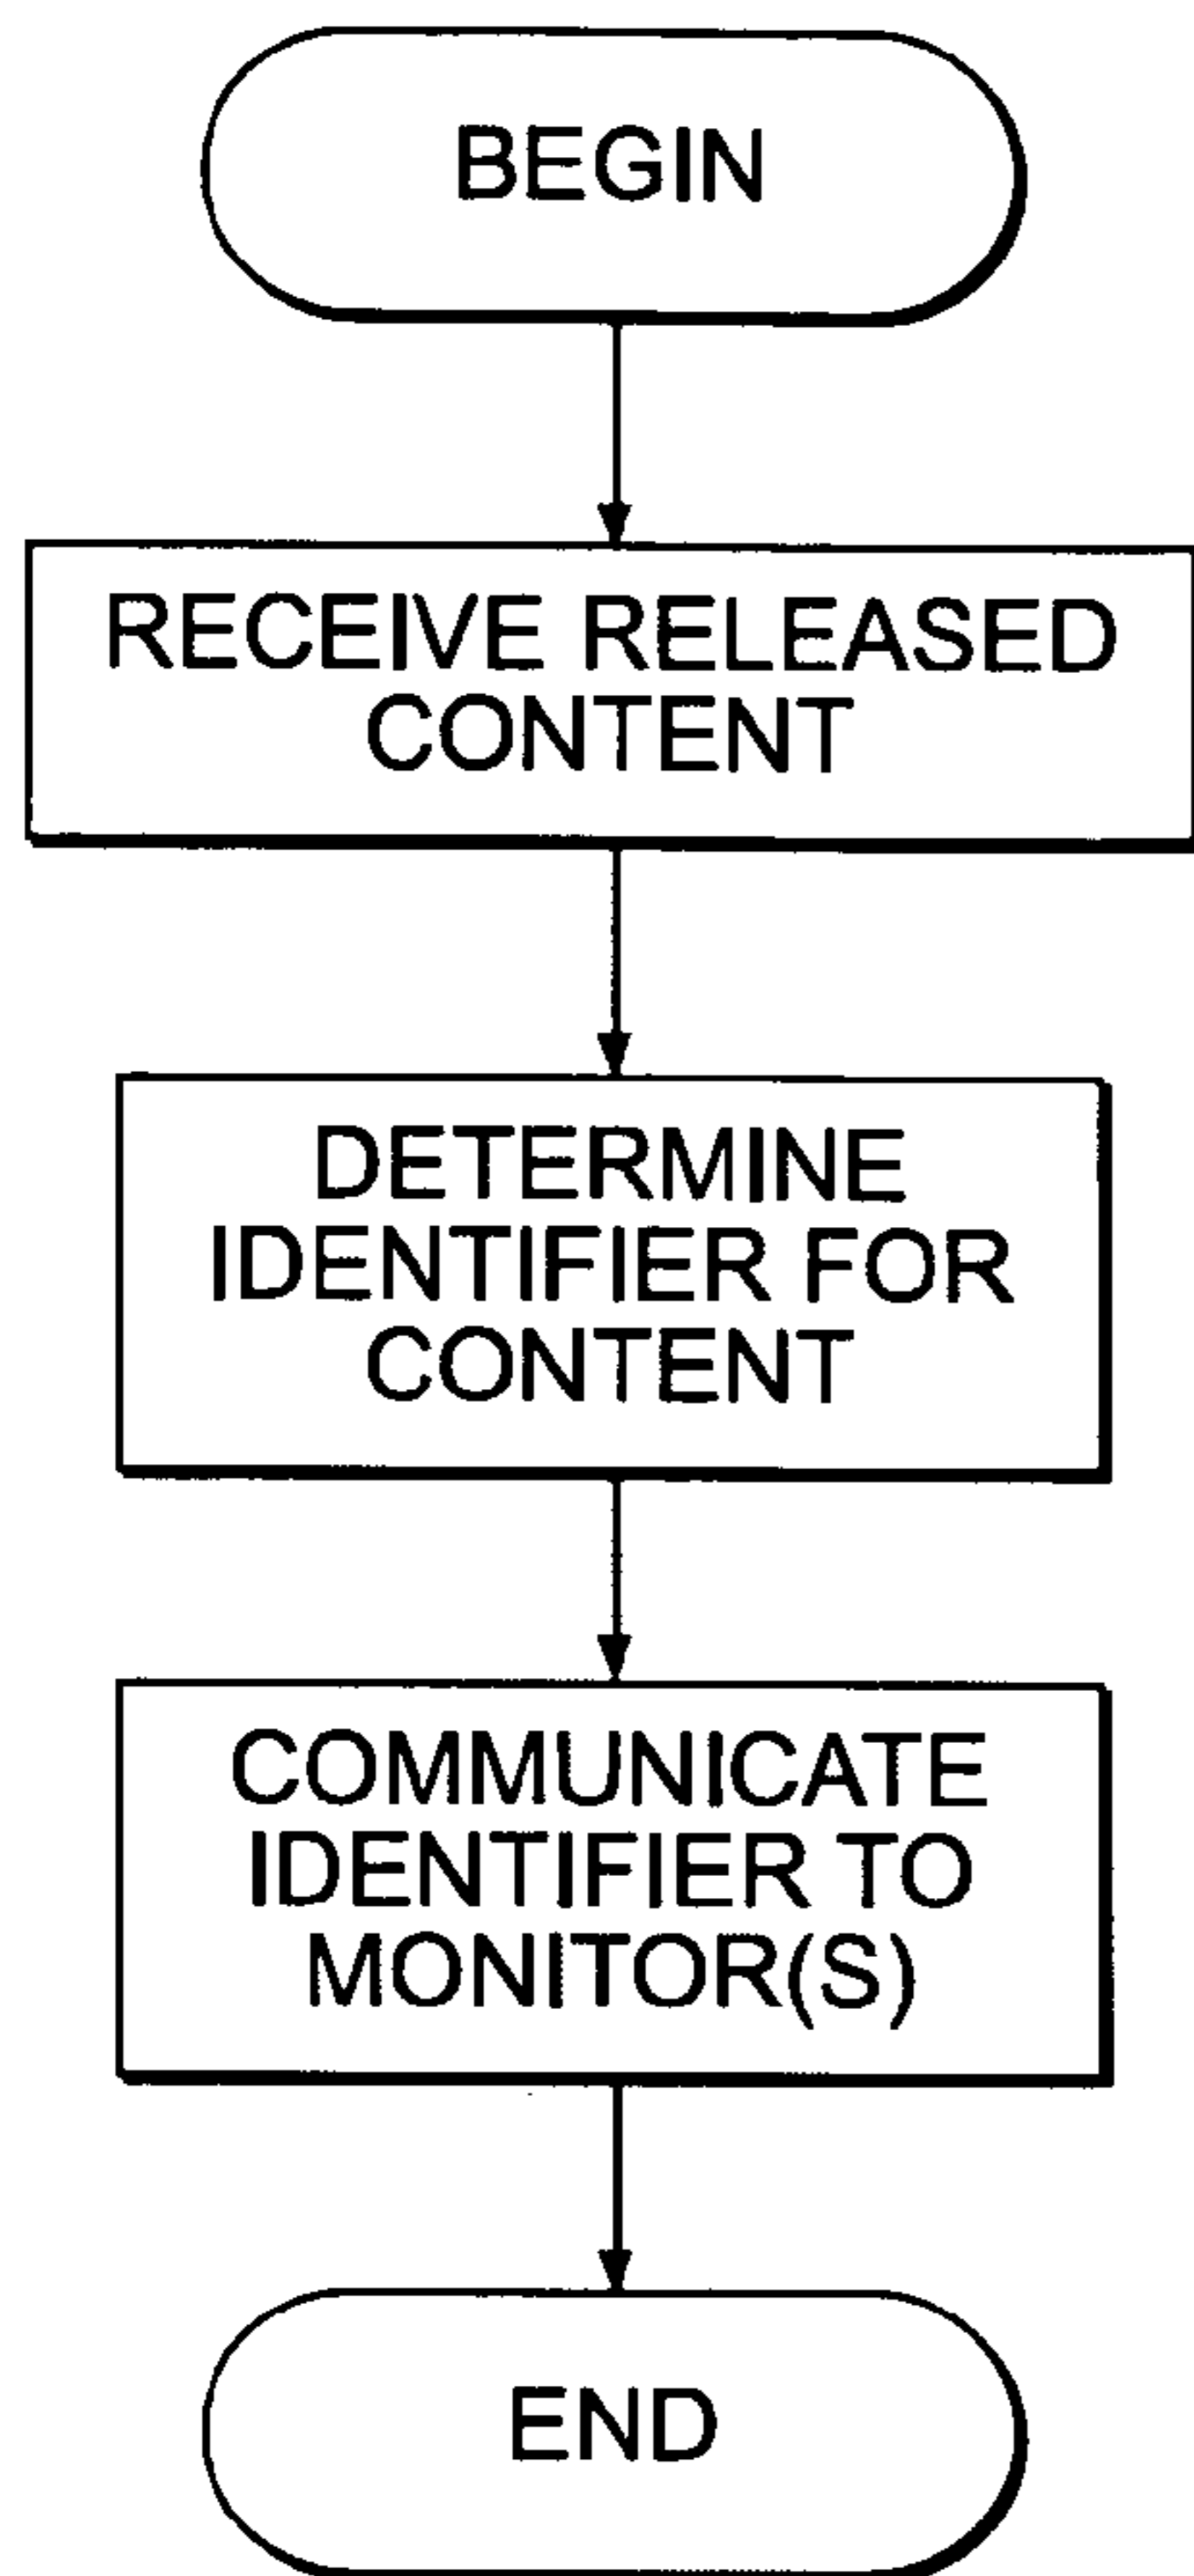 BEGIN
RECEIVE RELEASED
CONTENT
DETERMINE
IDENTIFIER FOR
CONTENT
COMMUNICATE
IDENTIFIER TO
MONITOR(S)
END